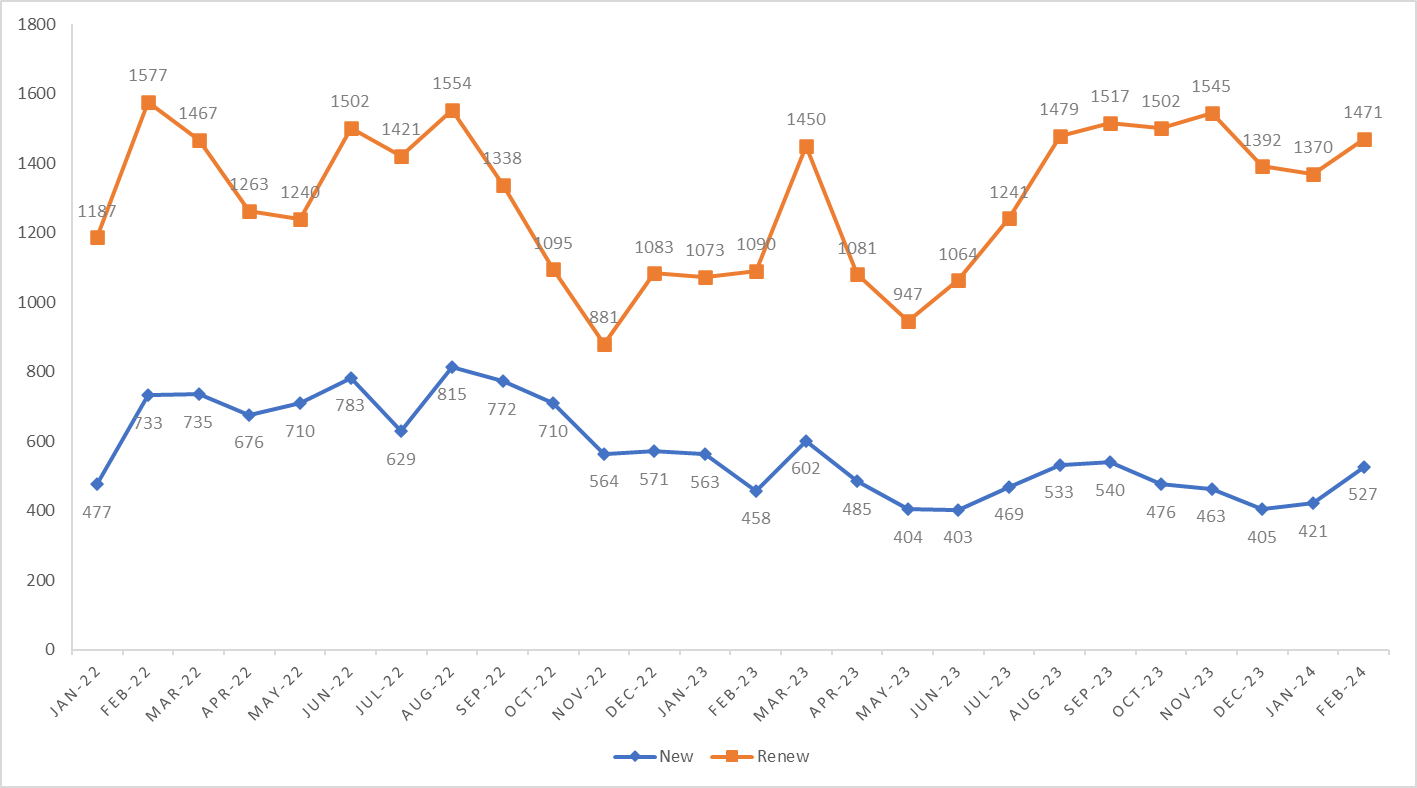 1800
1600
1400
1200
1000
800
600
400
200
0
1187
1577
1467
1263
1240
1502
1421
1554
1338
1095
881
1083
1073
1090
1450
1081
947
1064
1241
1479
1517
1502
1545
1392
1370
1471
477
733
735
676
710
783
629
815
772
710
564
571
563
458
602
485
404
403
469
533
540
476
463
405
421
527
JAN-22
FEB-22
MAR-22
APR-22
MAY-22
JUN-22
JUL-22
AUG-22
SEP-22
OCT-22
NOV-22
DEC-22
JAN-23
FEB-23
MAR-23
APR-23
MAY-23
JUN-23
JUL-23
AUG-23
SEP-23
OCT-23
NOV-23
DEC-23
JAN-24
FEB-24
New
Renew